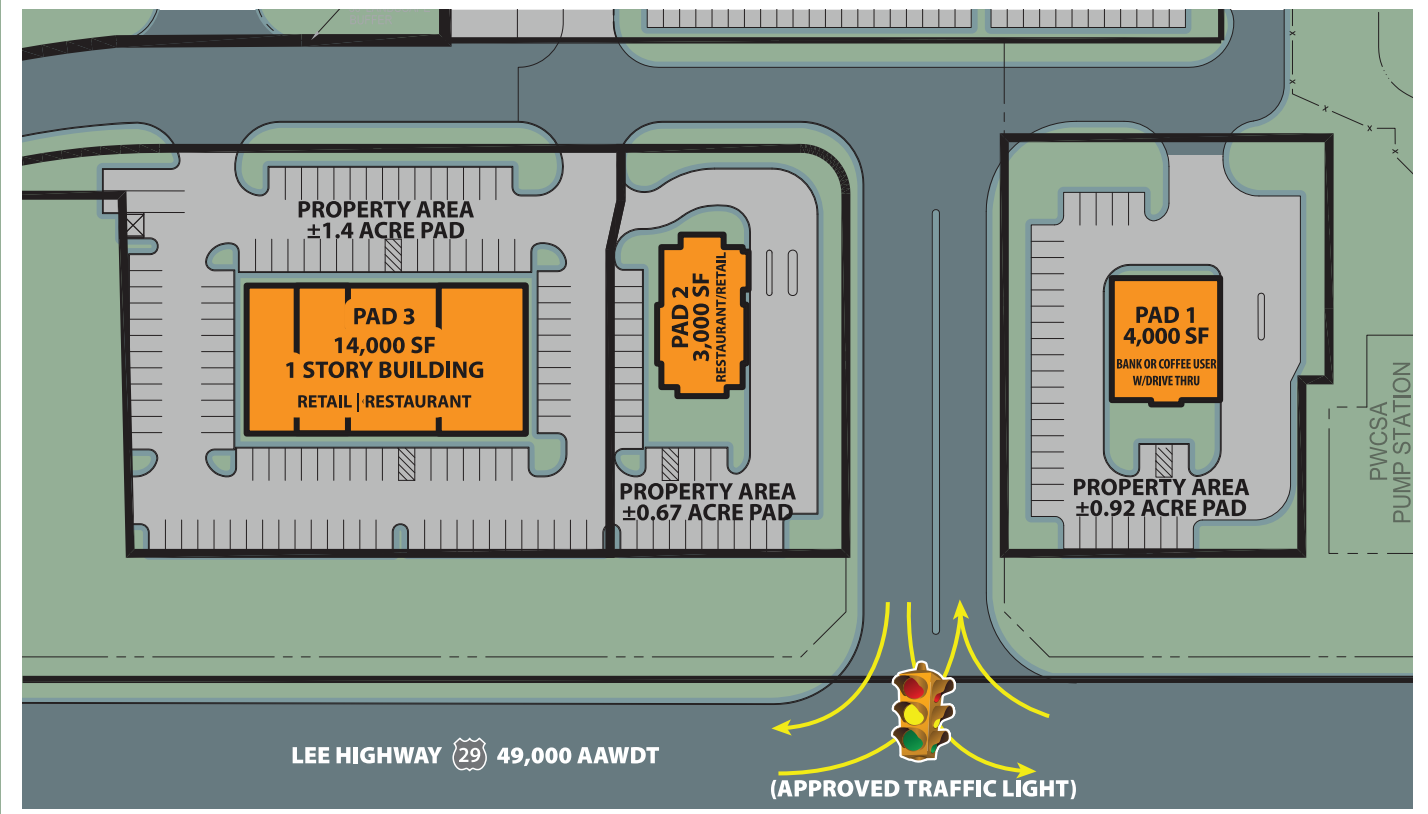 PROPERTY AREA
±1.4 ACRE PAD
PAD 3
14,000 SF
1 STORY BUILDING
RETAIL | RESTAURANT
PAD 2
3,000 SF
RESTAURANT/RETAIL
PROPERTY AREA
±0.67 ACRE PAD
PAD 1
4,000 SF
BANK OR COFFEE USER
W/DRIVE THRU
PROPERTY AREA
±0.92 ACRE PAD
PWCSA
PUMP STATION
LEE HIGHWAY 29 49,000 AAWDT
(APPROVED TRAFFIC LIGHT)